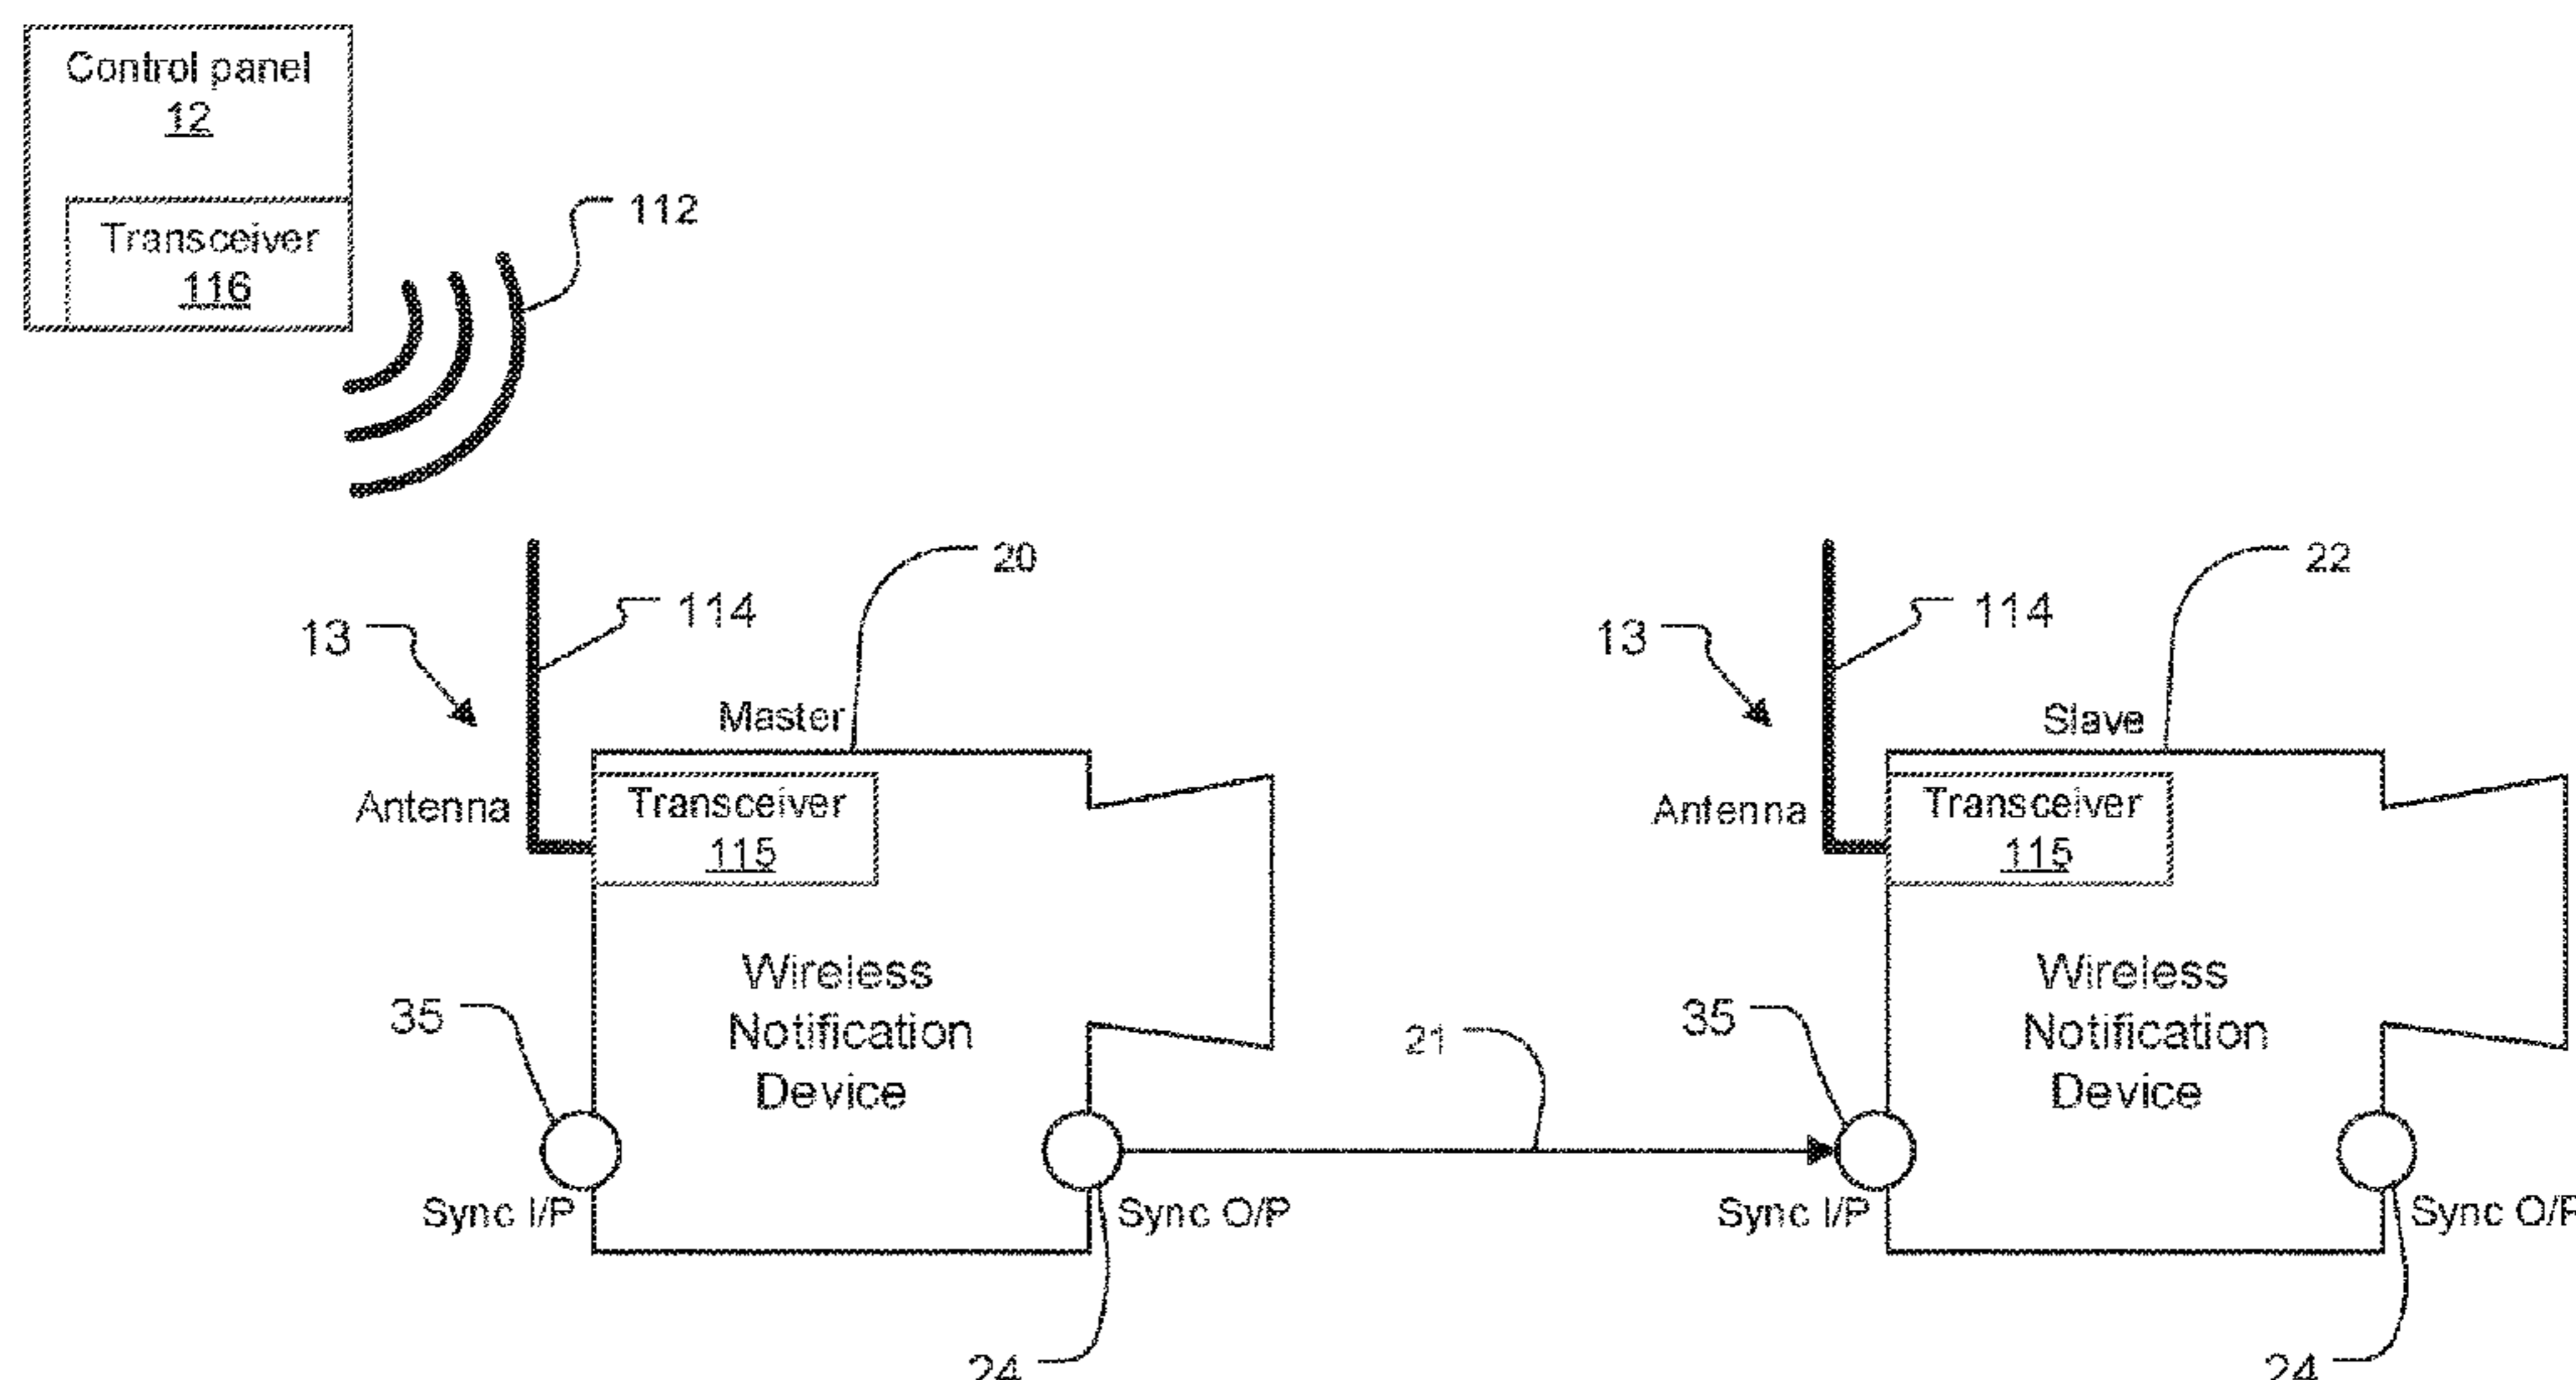 Control panel
12
Transceiver
116
112
20
114
13
Master
Antenna
Transceiver
115
Wireless
Notification
Device
35
Sync I/P
Sync O/P
24
21
22
114
13
Slave
Antenna
Transceiver
115
Wireless
Notification
Device
35
Sync I/P
Sync O/P
24